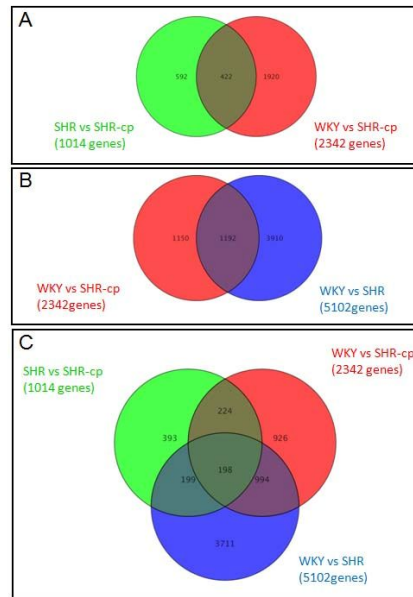 A
592
422
1920
SHR vs SHR-cp
(1014 genes)
WKY vs SHR-cp
(2342 genes)
B
1150
1192
3910
WKY vs SHR-cp
(2342genes)
WKY vs SHR
(5102genes)
C
WKY vs SHR-cp
(2342 genes)
SHR vs SHR-cp
(1014 genes)
224
393
926
198
199
994
3711
WKY vs SHR
(5102genes)